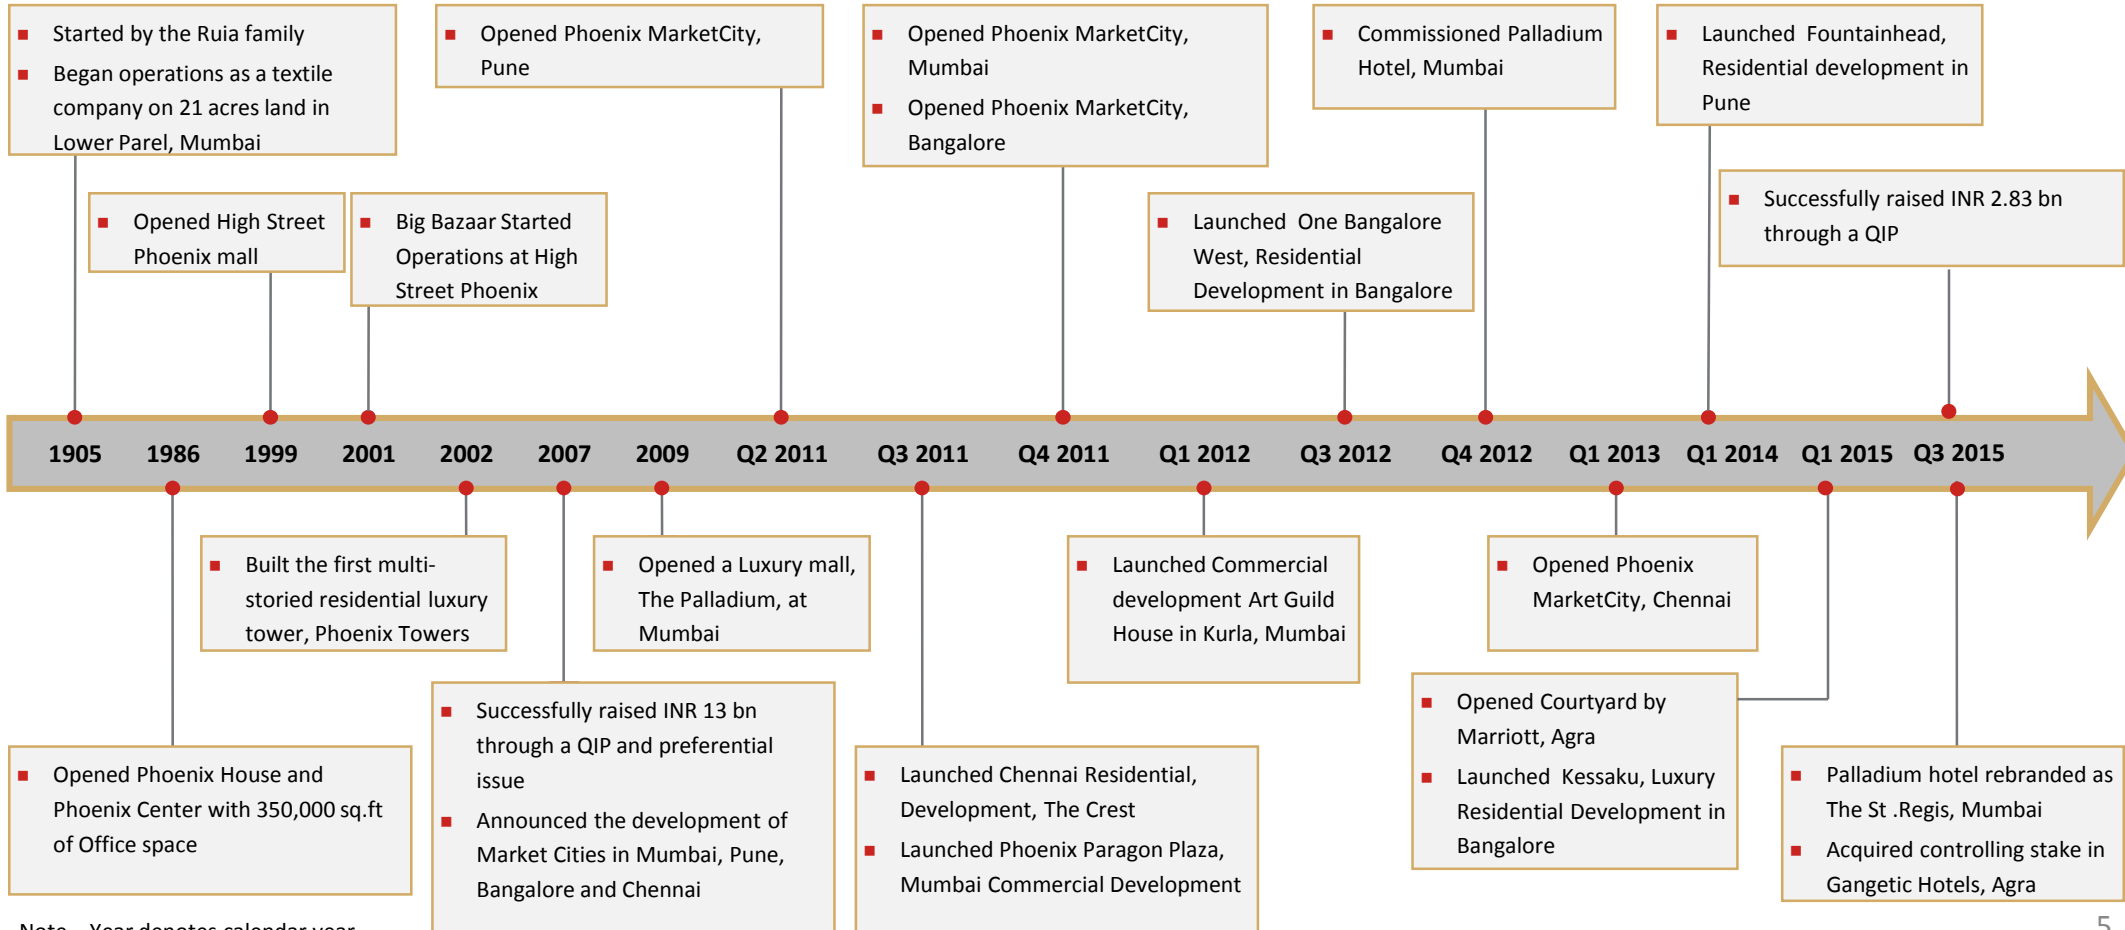 Started by the Ruia family
Began operations as a textile
company on 21 acres land in
Lower Parel, Mumbai
Opened Phoenix MarketCity,
Pune
Opened Phoenix MarketCity,
Mumbai
Opened Phoenix MarketCity,
Bangalore
Commissioned Palladium
Hotel, Mumbai
Launched Fountainhead,
Residential development in
Pune
Opened High Street
Phoenix mall
Big Bazaar Started
Operations at High
Street Phoenix
Launched One Bangalore
West, Residential
Development in Bangalore
Successfully raised INR 2.83 bn
through a QIP
1905 1986 1999 2001 2002 2007 2009 Q2 2011 Q3 2011 Q4 2011 Q1 2012 Q3 2012 Q4 2012 Q1 2013 Q1 2014 Q1 2015 Q3 2015
Built the first multi-
storied residential luxury
tower, Phoenix Towers
Opened a Luxury mall,
The Palladium, at
Mumbai
Launched Commercial
development Art Guild
House in Kurla, Mumbai
Opened Phoenix
MarketCity, Chennai
Opened Phoenix House and
Phoenix Center with 350,000 sq.ft
of Office space
Successfully raised INR 13 bn
through a QIP and preferential
issue
Announced the development of
Market Cities in Mumbai, Pune,
Bangalore and Chennai
Launched Chennai Residential,
Development, The Crest
Launched Phoenix Paragon Plaza,
Mumbai Commercial Development
Opened Courtyard by
Marriott, Agra
Launched Kessaku, Luxury
Residential Development in
Bangalore
Palladium hotel rebranded as
The St .Regis, Mumbai
Acquired controlling stake in
Gangetic Hotels, Agra
Note – Year denotes calendar year
5